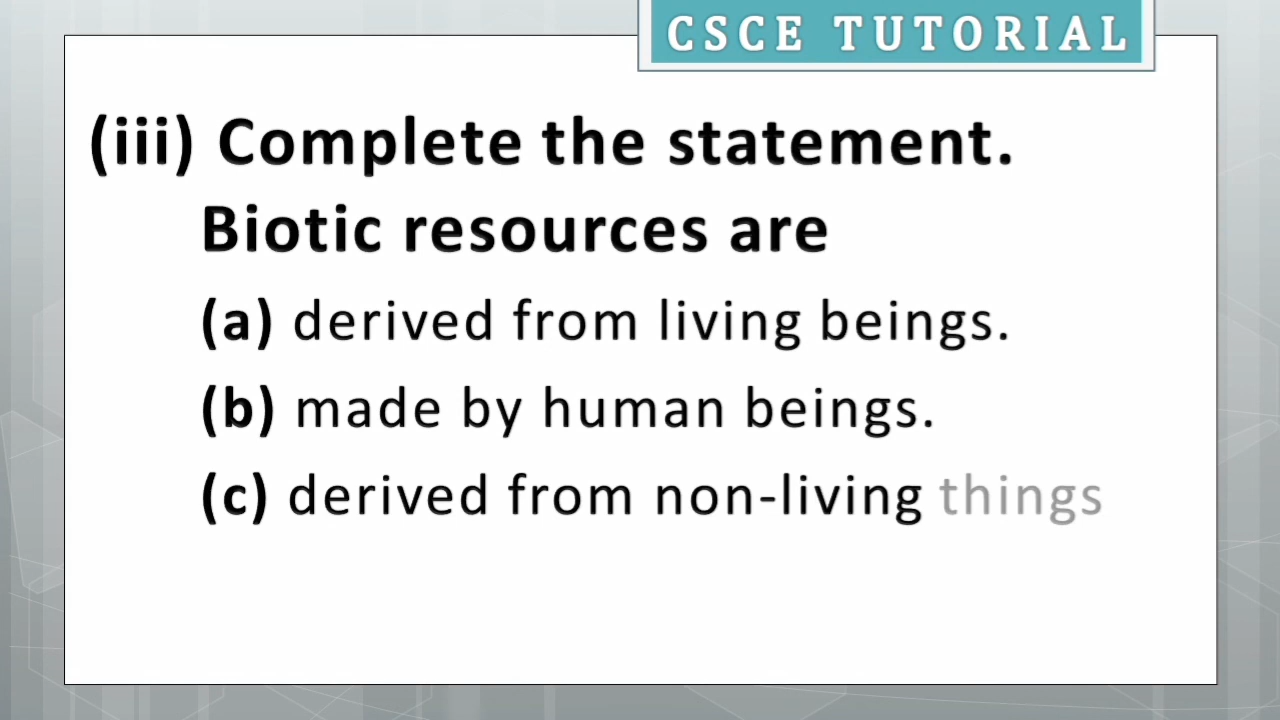 CSCE TUTORIAL
(iii) Complete the statement.
Biotic resources are
(a) derived from living beings.
(b) made by human beings.
(c) derived from non-living things